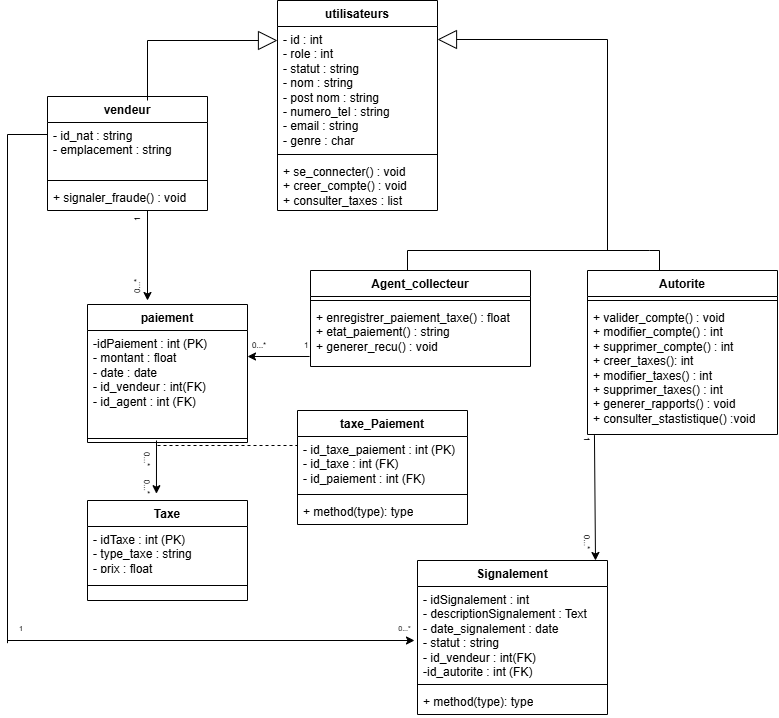 utilisateurs
- id : int
- role : int
- statut : string
- nom : string
- post nom : string
- numero_tel : string
- email : string
- genre : char
+ se_connecter() : void
+ creer_compte() : void
+ consulter_taxes : list
vendeur
- id_nat : string
- emplacement : string
+ signaler_fraude() : void
1
0...*
Agent_collecteur
+ enregistrer_paiement_taxe() : float
+ etat_paiement() : string
+ generer_recu() : void
1
0...*
Autorite
+ valider_compte() : void
+ modifier_compte() : int
+ supprimer_compte() : int
+ creer_taxes(): int
+ modifier_taxes() : int
+ supprimer_taxes() : int
+ generer_rapports() : void
+ consulter_stastistique() :void
1
0...*
paiement
-idPaiement : int (PK)
- montant : float
- date : date
- id_vendeur : int(FK)
- id_agent : int (FK)
0...*
0...*
taxe_Paiement
- id_taxe_paiement : int (PK)
- id_taxe : int (FK)
- id_paiement : int (FK)
+ method(type): type
Taxe
- idTaxe : int (PK)
- type_taxe : string
- prix : float
Signalement
- idSignalement : int
- descriptionSignalement : Text
- date_signalement : date
- statut : string
- id_vendeur : int(FK)
-id_autorite : int (FK)
+ method(type): type
1
0...*